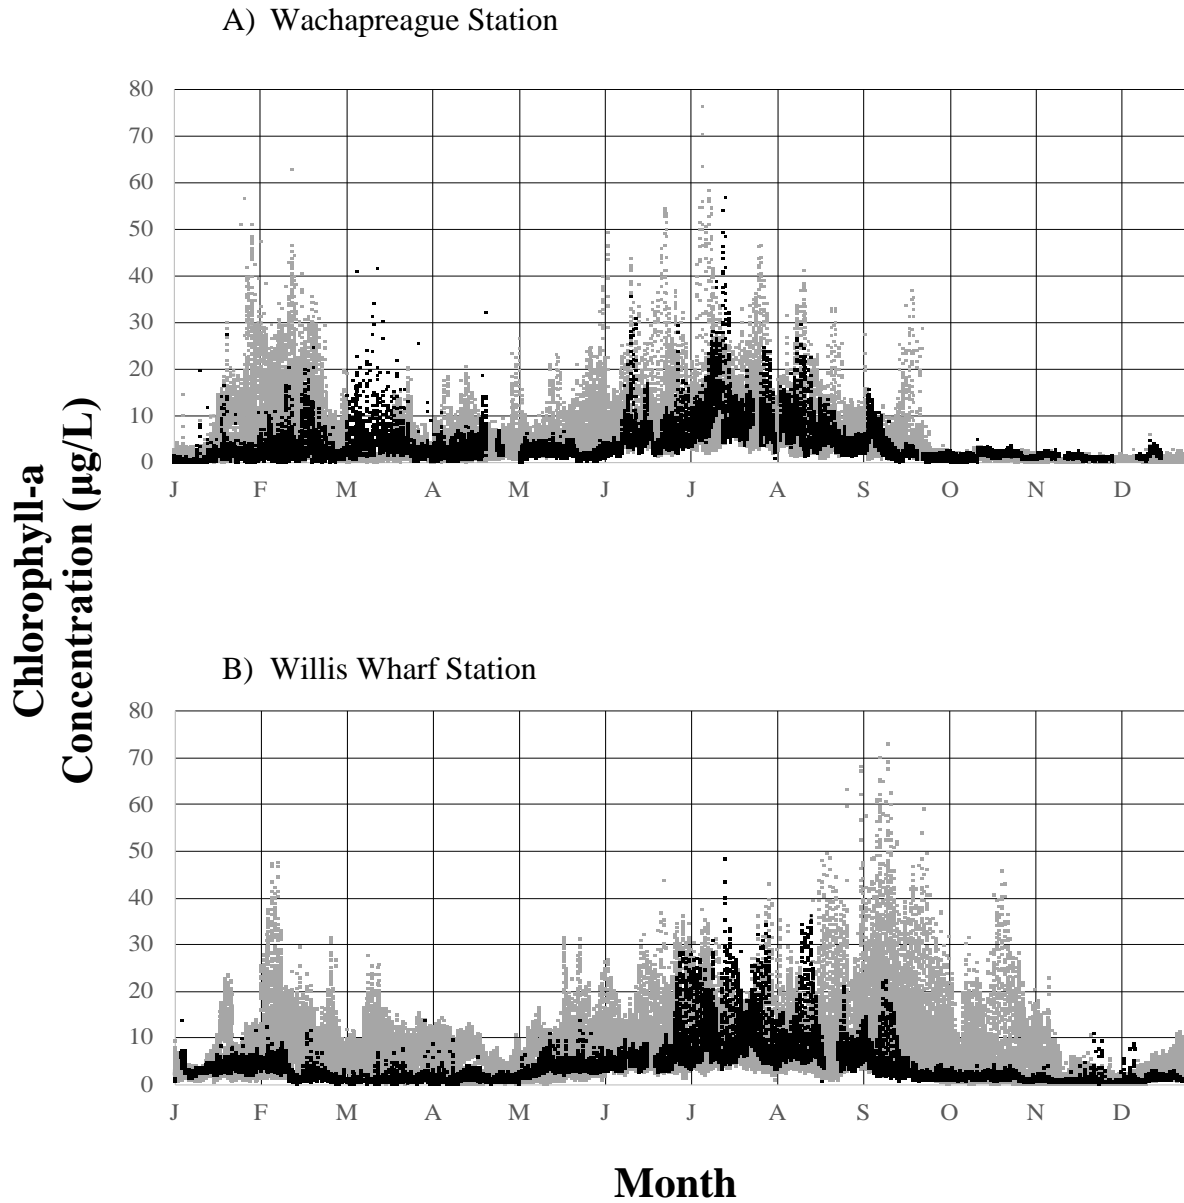 A) Wachapreague Station
80
70
60
50
40
30
20
10
0
J F M A M J J A S O N D
Chlorophyll-a
Concentration (µg/L)
B) Willis Wharf Station
80
70
60
50
40
30
20
10
0
J F M A M J J A S O N D
Month